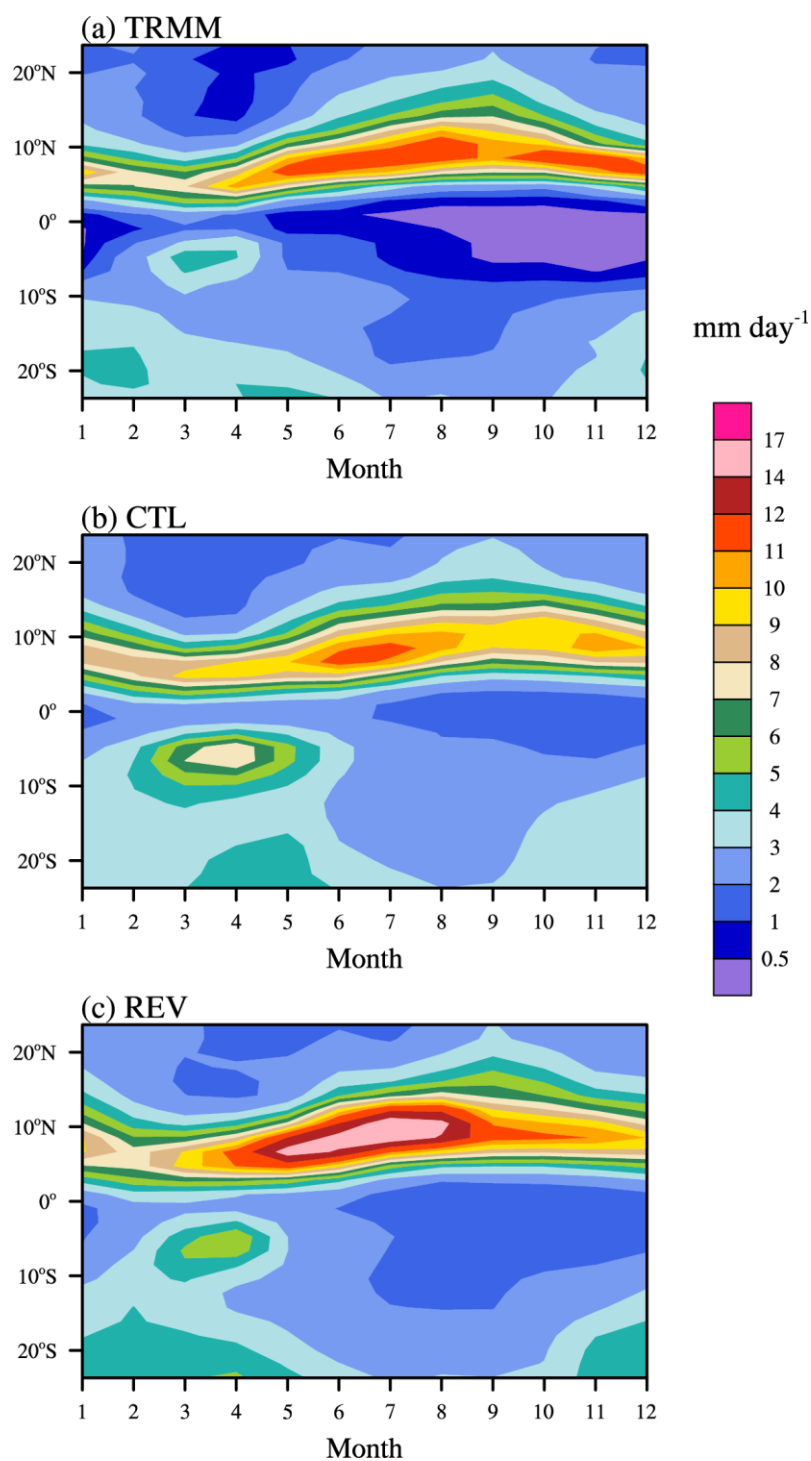 (a) TRMM
20°N
10°N
0°
10°S
20°S
1 2 3 4 5 6 7 8 9 10 11 12
Month
(b) CTL
20°N
10°N
0°
10°S
20°S
1 2 3 4 5 6 7 8 9 10 11 12
Month
(c) REV
20°N
10°N
0°
10°S
20°S
1 2 3 4 5 6 7 8 9 10 11 12
Month
mm day⁻¹
17
14
12
11
10
9
8
7
6
5
4
3
2
1
0.5